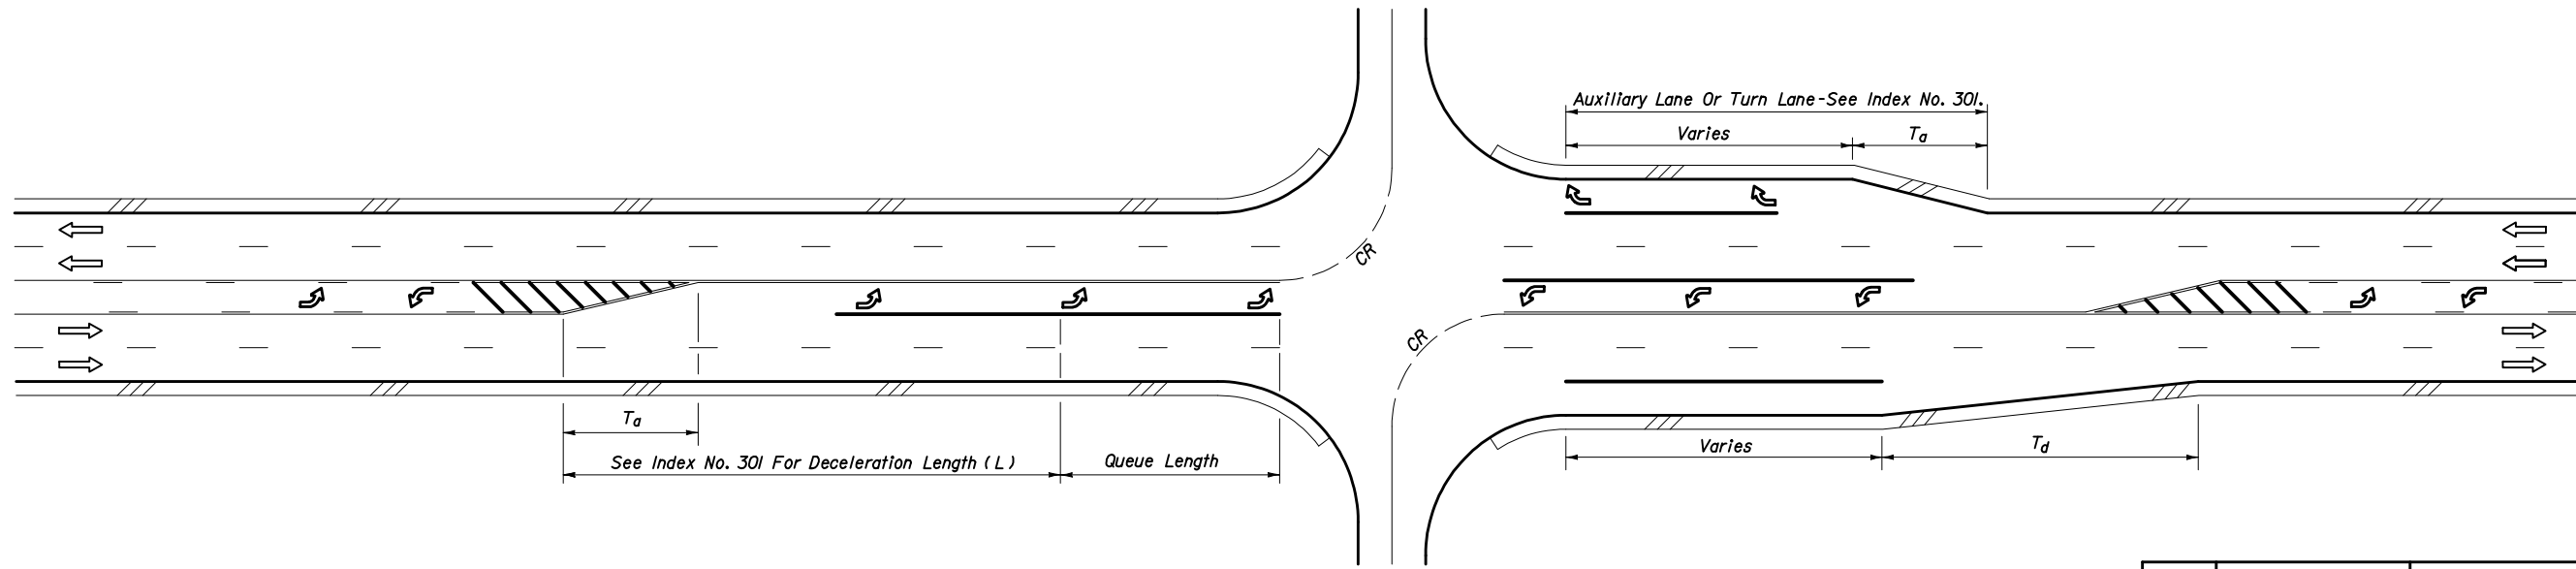 Auxiliary Lane Or Turn Lane-See Index No. 301.
Varies
Ta
CR
CR
Ta
See Index No. 301 For Deceleration Length (L)
Queue Length
Varies
Td